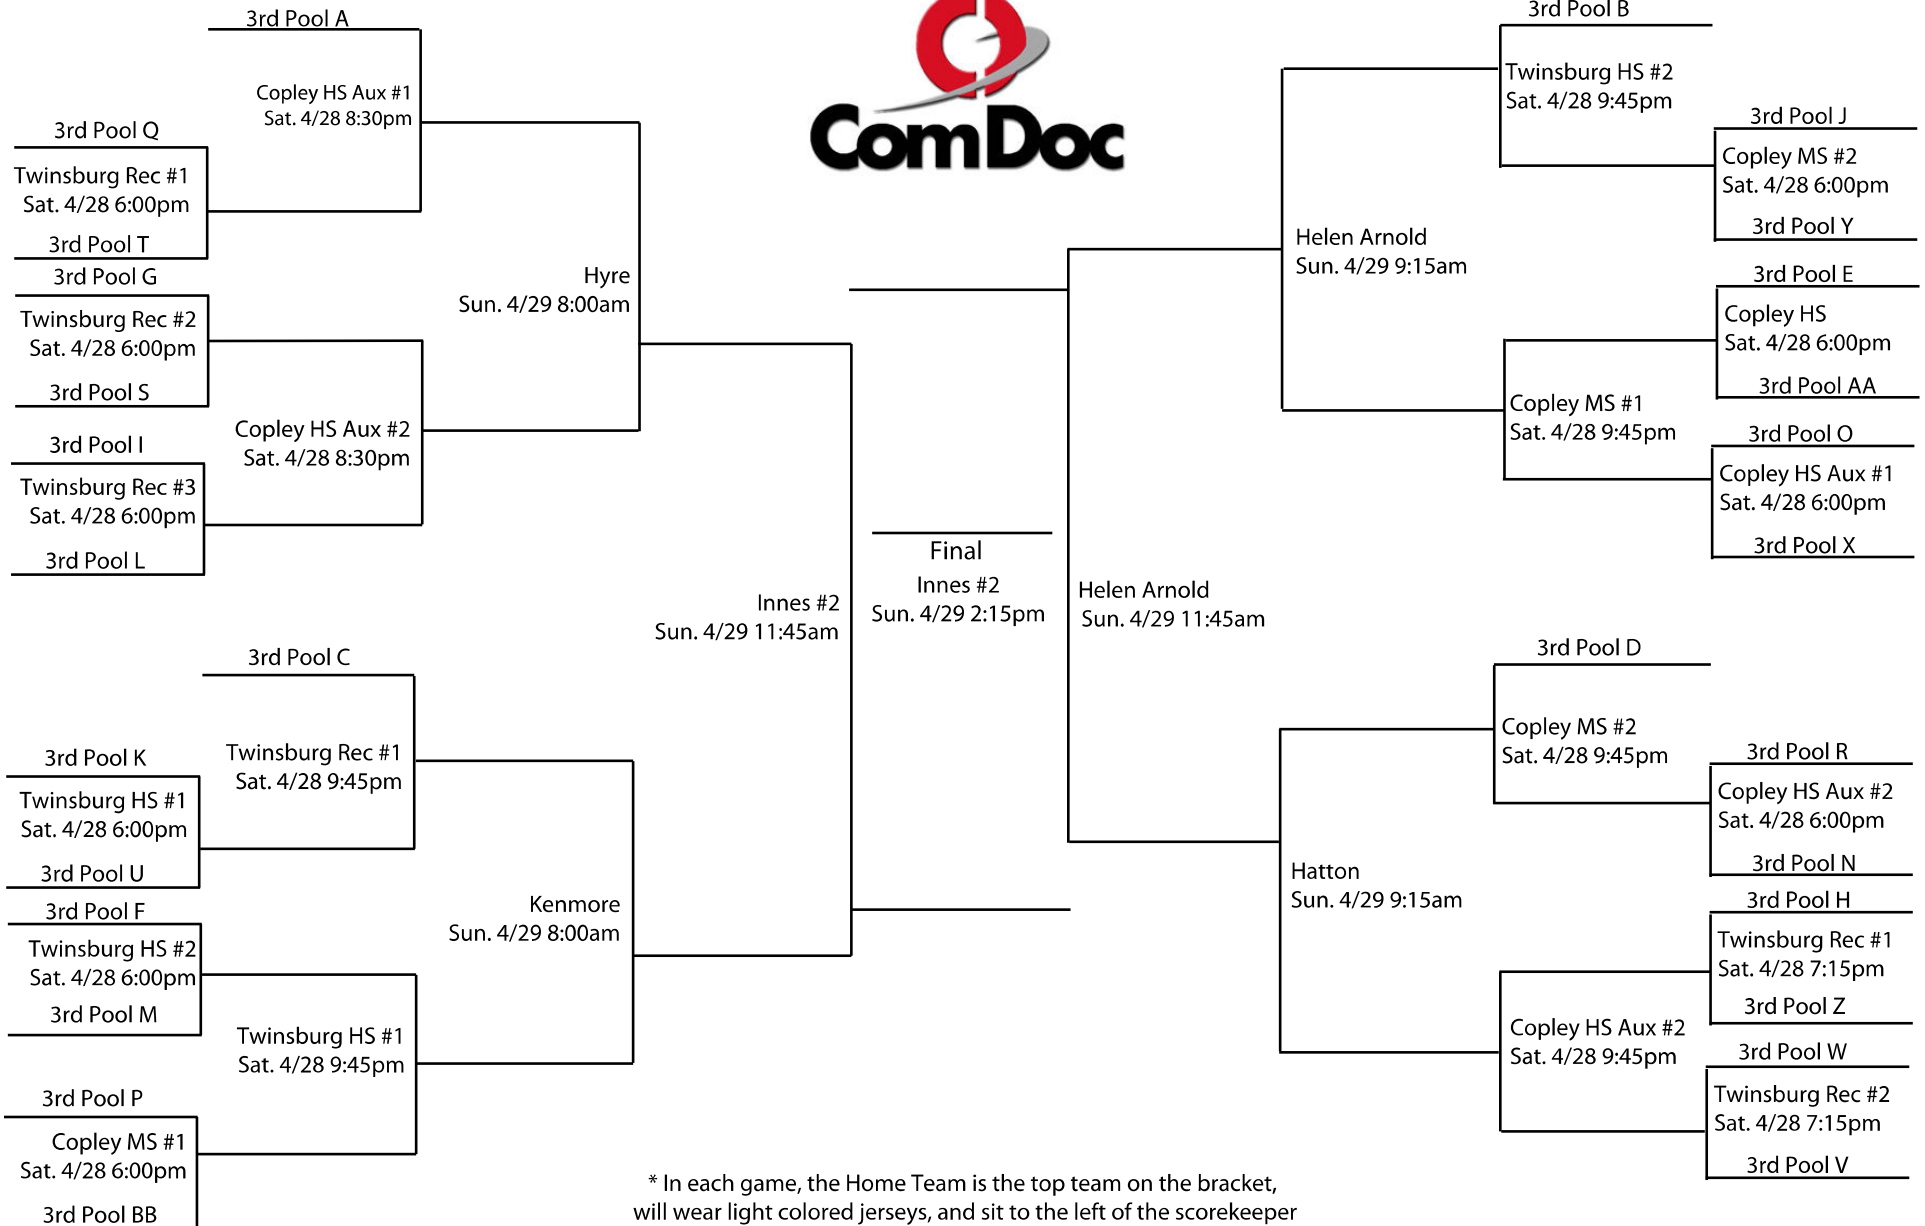 3rd Pool A
Copley HS Aux #1
Sat. 4/28 8:30pm
3rd Pool Q
Twinsburg Rec #1
Sat. 4/28 6:00pm
3rd Pool T
3rd Pool G
Twinsburg Rec #2
Sat. 4/28 6:00pm
3rd Pool S
Copley HS Aux #2
Sat. 4/28 8:30pm
3rd Pool I
Twinsburg Rec #3
Sat. 4/28 6:00pm
3rd Pool L
Hyre
Sun. 4/29 8:00am
3rd Pool C
Twinsburg Rec #1
Sat. 4/28 9:45pm
3rd Pool K
Twinsburg HS #1
Sat. 4/28 6:00pm
3rd Pool U
3rd Pool F
Twinsburg HS #2
Sat. 4/28 6:00pm
3rd Pool M
Twinsburg HS #1
Sat. 4/28 9:45pm
3rd Pool P
Copley MS #1
Sat. 4/28 6:00pm
3rd Pool BB
Kenmore
Sun. 4/29 8:00am
Innes #2
Sun. 4/29 11:45am
ComDoc
Final
Innes #2
Sun. 4/29 2:15pm
Helen Arnold
Sun. 4/29 11:45am
3rd Pool B
Twinsburg HS #2
Sat. 4/28 9:45pm
3rd Pool J
Copley MS #2
Sat. 4/28 6:00pm
3rd Pool Y
Helen Arnold
Sun. 4/29 9:15am
3rd Pool E
Copley HS
Sat. 4/28 6:00pm
3rd Pool AA
Copley MS #1
Sat. 4/28 9:45pm
3rd Pool O
Copley HS Aux #1
Sat. 4/28 6:00pm
3rd Pool X
3rd Pool D
Copley MS #2
Sat. 4/28 9:45pm
3rd Pool R
Copley HS Aux #2
Sat. 4/28 6:00pm
3rd Pool N
Hatton
Sun. 4/29 9:15am
3rd Pool H
Twinsburg Rec #1
Sat. 4/28 7:15pm
3rd Pool Z
Copley HS Aux #2
Sat. 4/28 9:45pm
3rd Pool W
Twinsburg Rec #2
Sat. 4/28 7:15pm
3rd Pool V
* In each game, the Home Team is the top team on the bracket,
will wear light colored jerseys, and sit to the left of the scorekeeper